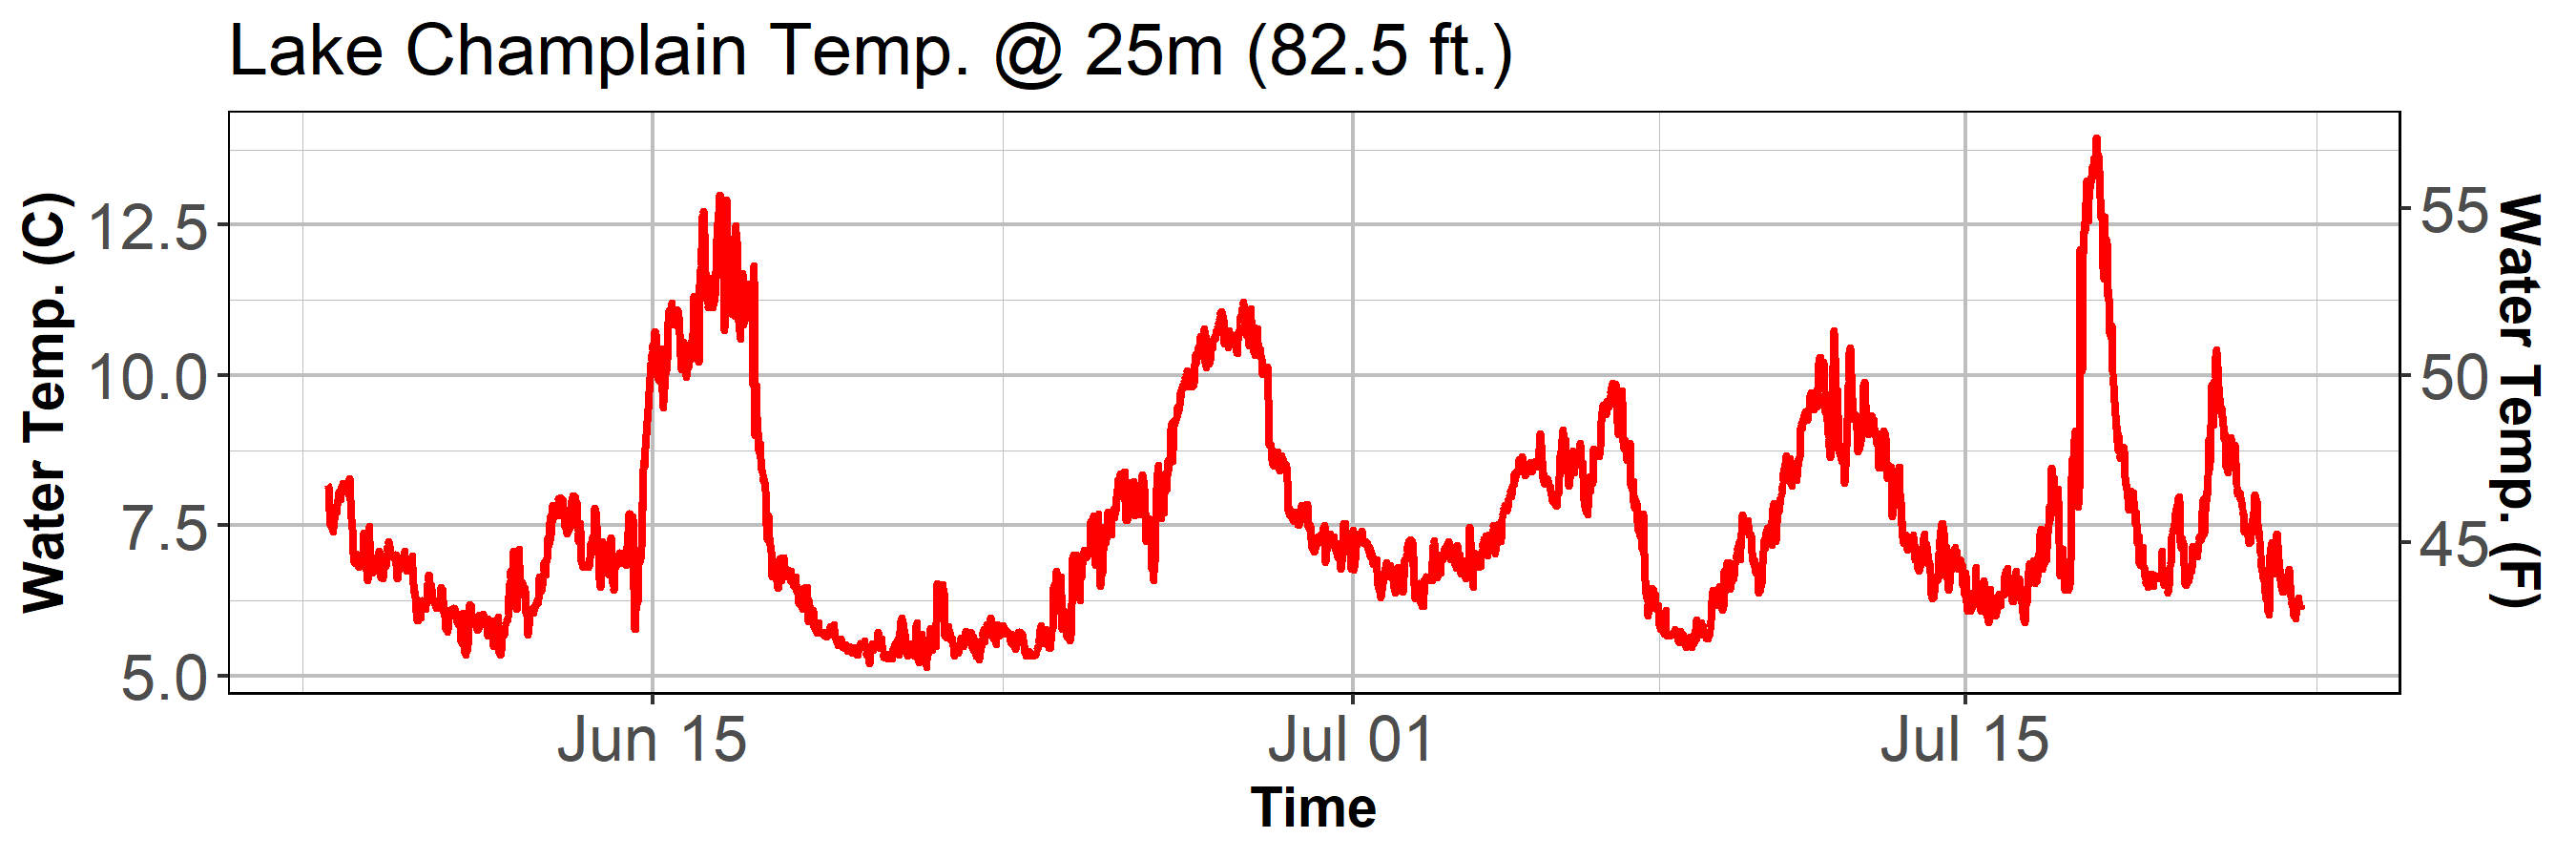 Lake Champlain Temp. @ 25m (82.5 ft.)
Water Temp. (C)
12.5
10.0
7.5
5.0
55
50
45
Water Temp. (F)
Jun 15
Jul 01
Jul 15
Time